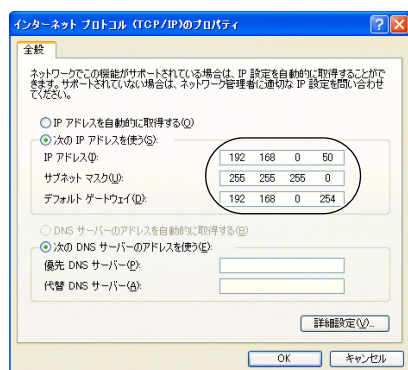 インターネット プロトコル (TCP/IP)のプロパティ
全般
ネットワークでこの機能がサポートされている場合は、IP 設定を自動的に取得することがで
きます。サポートされていない場合は、ネットワーク管理者に適切な IP 設定を問い合わせ
てください。
IP アドレスを自動的に取得する(O)
次の IP アドレスを使う(S):
IP アドレス(I): 192 168 0 50
サブネット マスク(U): 255 255 255 0
デフォルト ゲートウェイ(D): 192 168 0 254
DNS サーバーのアドレスを自動的に取得する(B)
次の DNS サーバーのアドレスを使う(E):
優先 DNS サーバー(P):
代替 DNS サーバー(A):
詳細設定(V)...
OK キャンセル